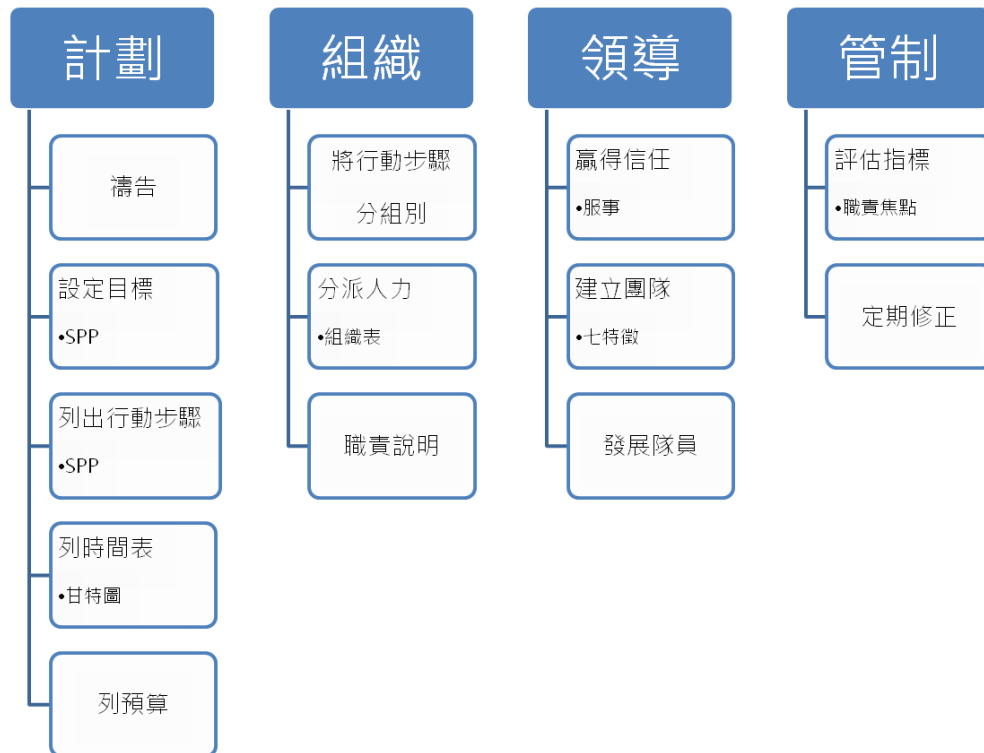 計劃
禱告
設定目標
•SPP
列出行動步驟
•SPP
列時間表
•甘特圖
列預算
組織
將行動步驟
分組別
分派人力
•組織表
職責說明
領導
贏得信任
•服事
建立團隊
•七特徵
發展隊員
管制
評估指標
•職責焦點
定期修正